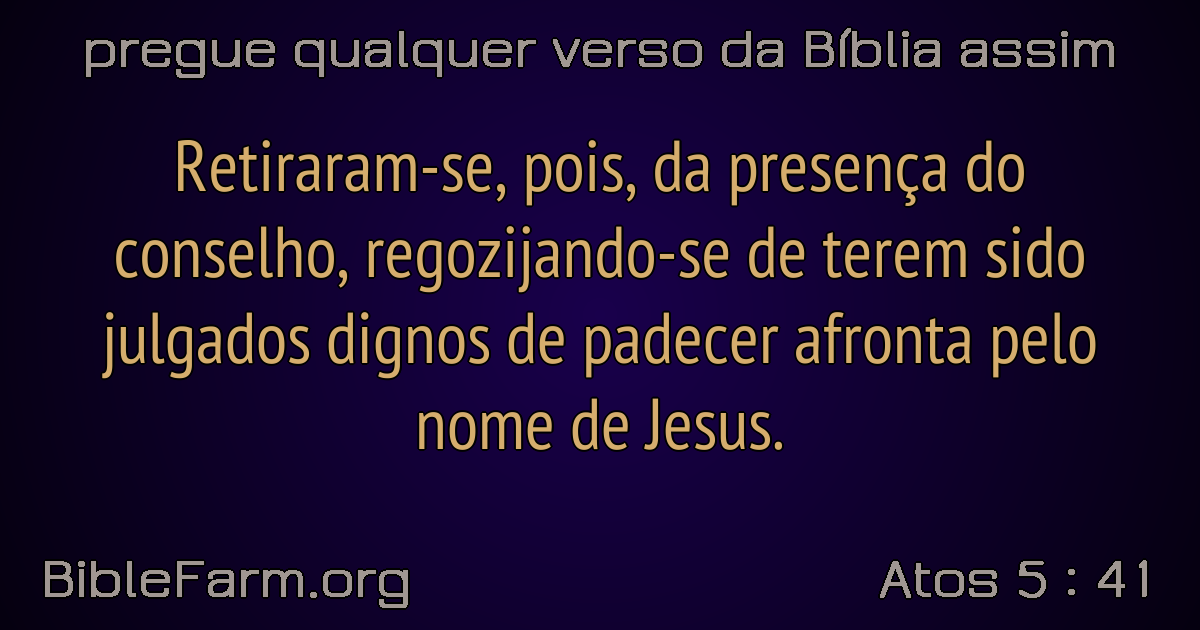 pregue qualquer verso da Bíblia assim
Retiraram-se, pois, da presença do
conselho, regozijando-se de terem sido
julgados dignos de padecer afronta pelo
nome de Jesus.
BibleFarm.org
Atos 5 : 41